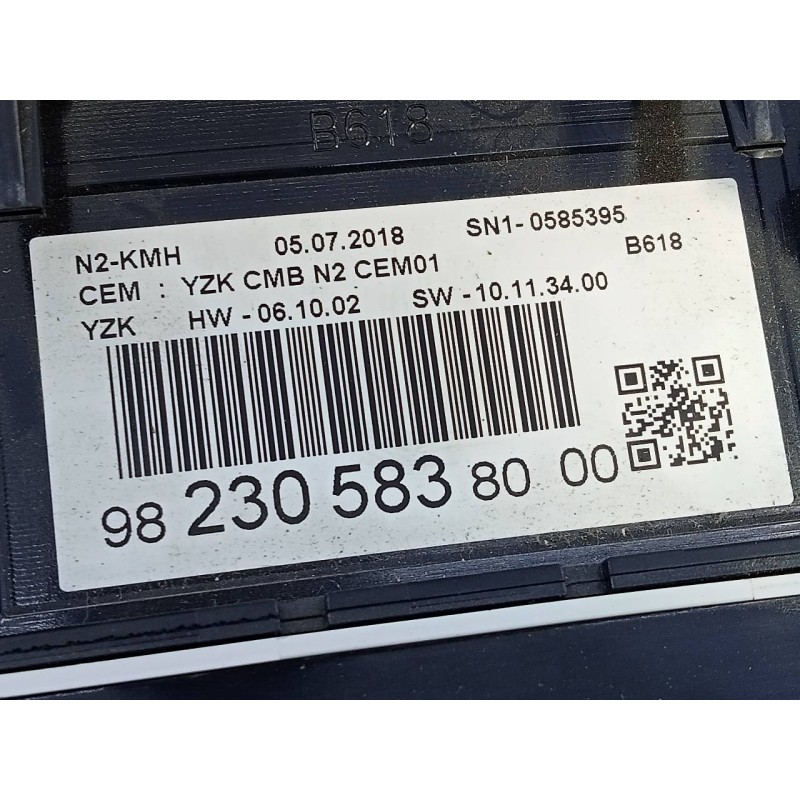 B618
N2-KMH 05.07.2018 SN1-0585395
CEM : YZK CMB N2 CEM01 B618
YZK HW - 06.10.02 SW - 10.11.34.00
98 230 583 80 00